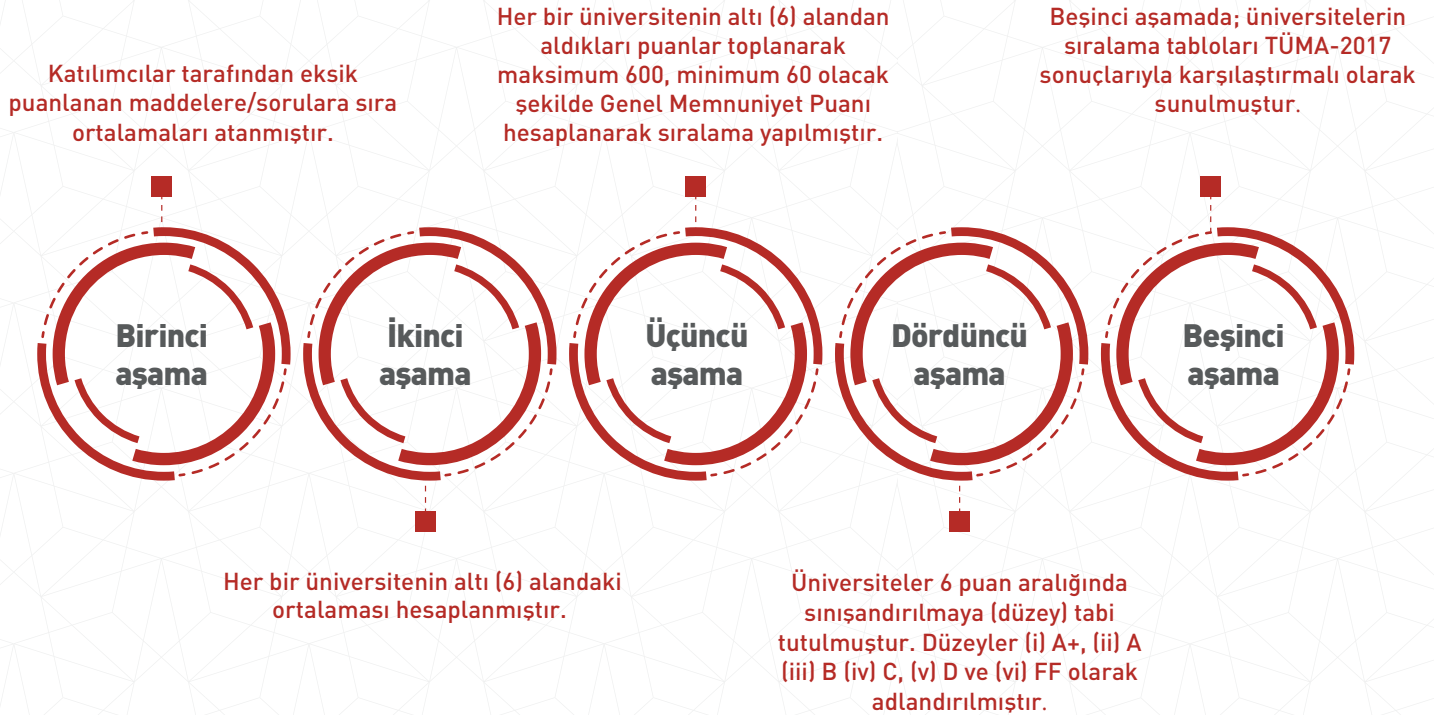 Katılımcılar tarafından eksik
puanlanan maddelere/sorulara sıra
ortalamaları atanmıştır.
Her bir üniversitenin altı (6) alandan
aldıkları puanlar toplanarak
maksimum 600, minimum 60 olacak
şekilde Genel Memnuniyet Puanı
hesaplanarak sıralama yapılmıştır.
Beşinci aşamada; üniversitelerin
sıralama tabloları TÜMA-2017
sonuçlarıyla karşılaştırmalı olarak
sunulmuştur.
Birinci
aşama
İkinci
aşama
Üçüncü
aşama
Dördüncü
aşama
Beşinci
aşama
Her bir üniversitenin altı (6) alandaki
ortalaması hesaplanmıştır.
Üniversiteler 6 puan aralığında
sınışandırılmaya (düzey) tabi
tutulmuştur. Düzeyler (i) A+, (ii) A
(iii) B (iv) C, (v) D ve (vi) FF olarak
adlandırılmıştır.